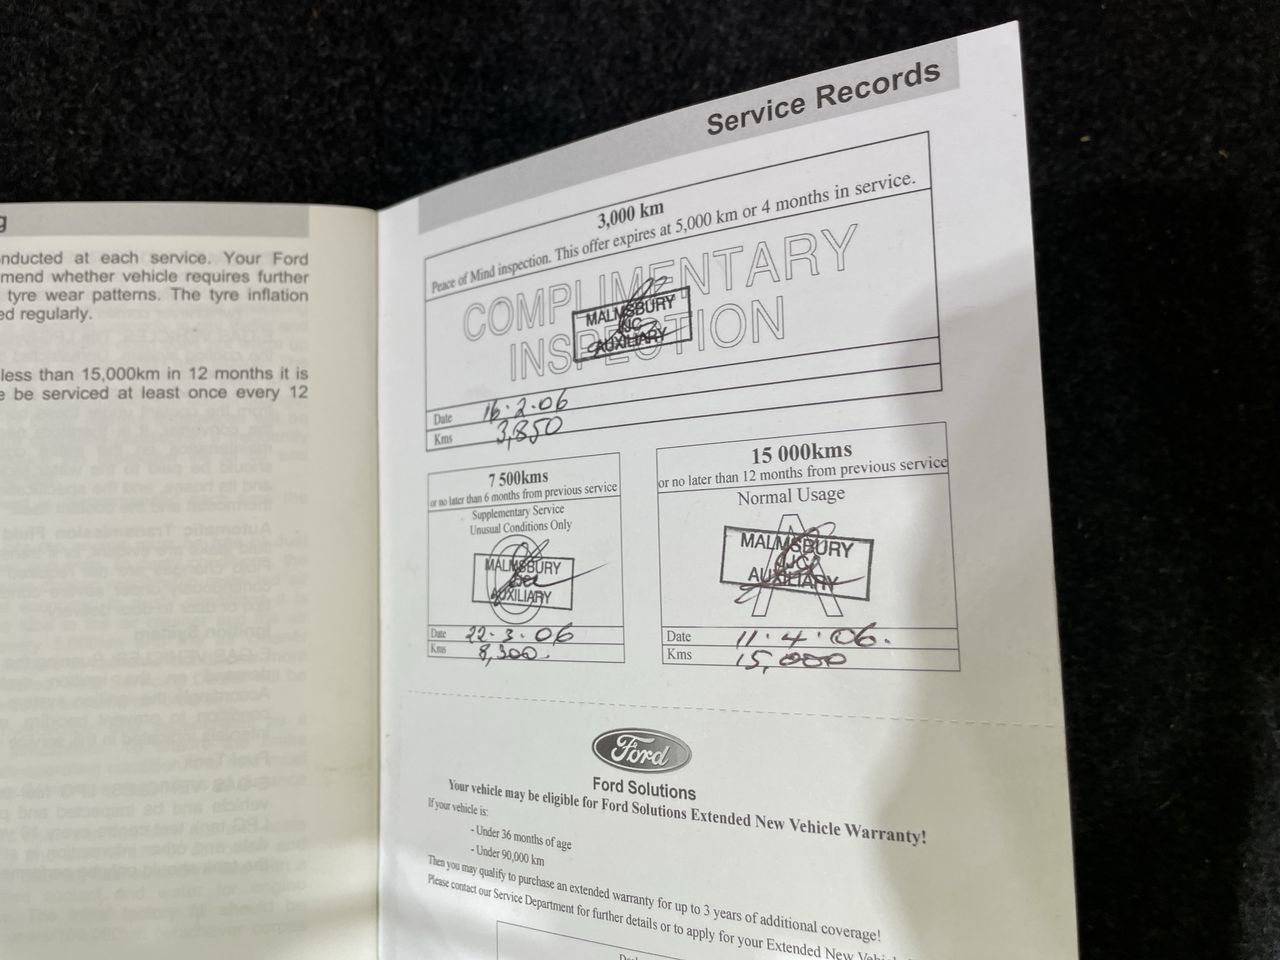 g
nducted at each service. Your Ford
mend whether vehicle requires further
tyre wear patterns. The tyre inflation
ed regularly.
less than 15,000km in 12 months it is
e be serviced at least once every 12
Service Records
3,000 km
Peace of Mind inspection. This offer expires at 5,000 km or 4 months in service.
COMPLIMENTARY
INSPECTION
MALMSBURY
AUXILIARY
Date 16.2.06
Kms 3,850
7 500kms
or no later than 6 months from previous service
Supplementary Service
Unusual Conditions Only
MALMSBURY
AUXILIARY
Date 22.3.06
Kms 8,300.
15 000kms
or no later than 12 months from previous service
Normal Usage
A
MALMSBURY
AUXILIARY
Date 11.4.06.
Kms 15,000
Ford
Ford Solutions
Your vehicle may be eligible for Ford Solutions Extended New Vehicle Warranty!
If your vehicle is:
- Under 36 months of age
- Under 90,000 km
Then you may qualify to purchase an extended warranty for up to 3 years of additional coverage!
Please contact our Service Department for further details or to apply for your Extended New